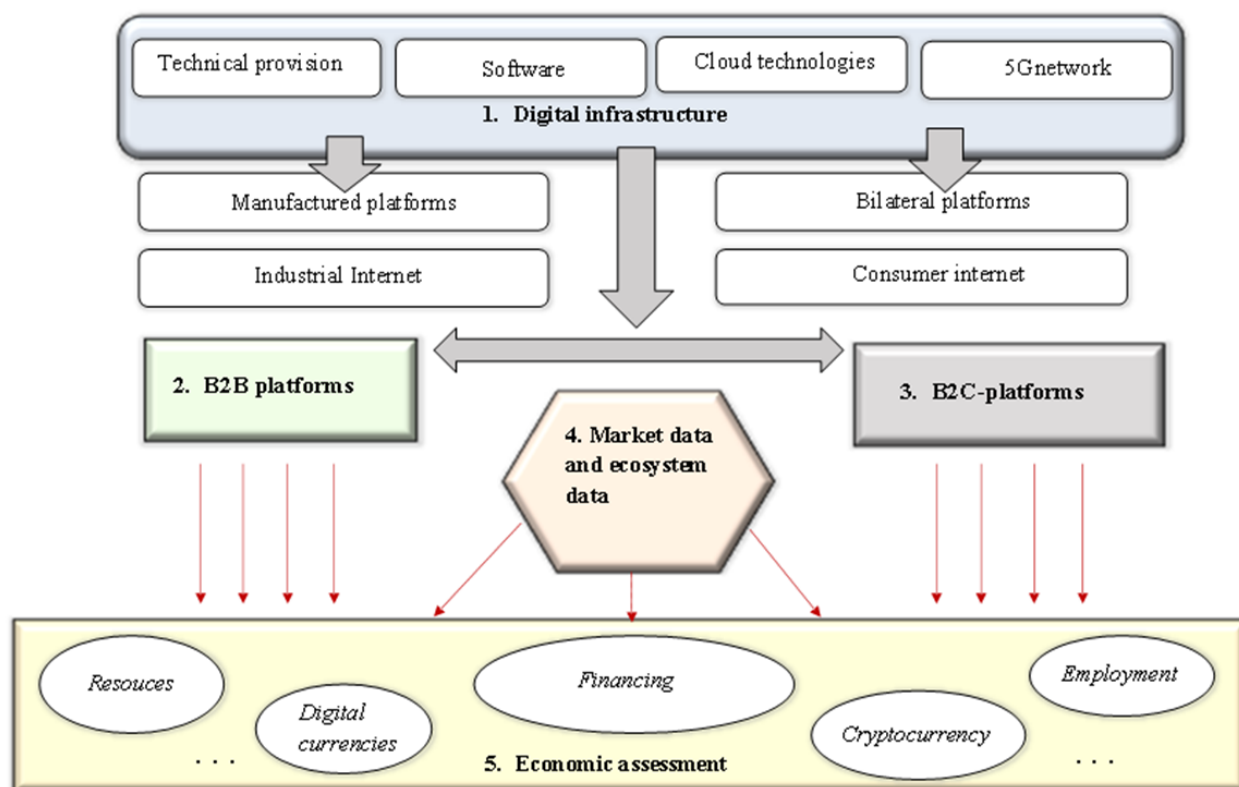 Technical provision
Software
Cloud technologies
5Gnetwork
1. Digital infrastructure
Manufactured platforms
Bilateral platforms
Industrial Internet
Consumer internet
2. B2B platforms
3. B2C-platforms
4. Market data
and ecosystem
data
Resouces
Financing
Employment
Digital
currencies
Cryptocurrency
. . .
. . .
5. Economic assessment